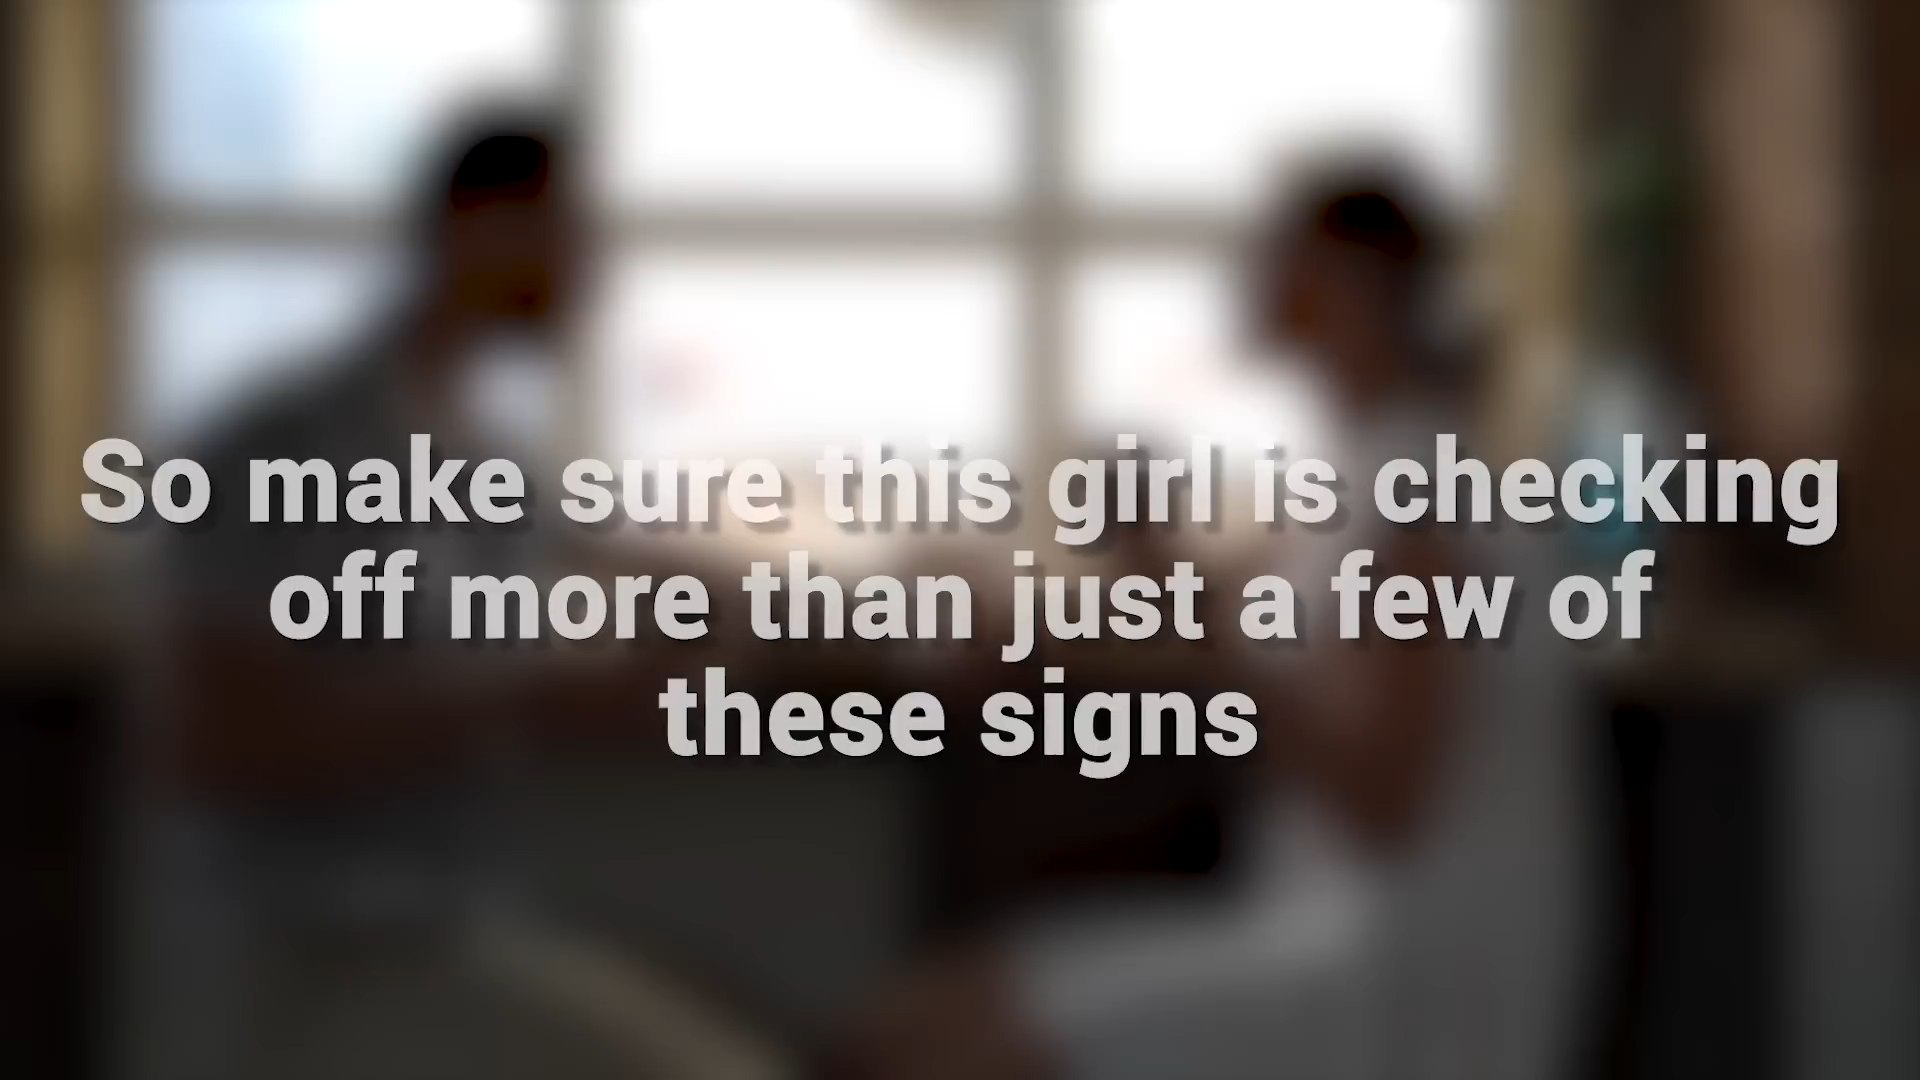 So make sure this girl is checking
off more than just a few of
these signs